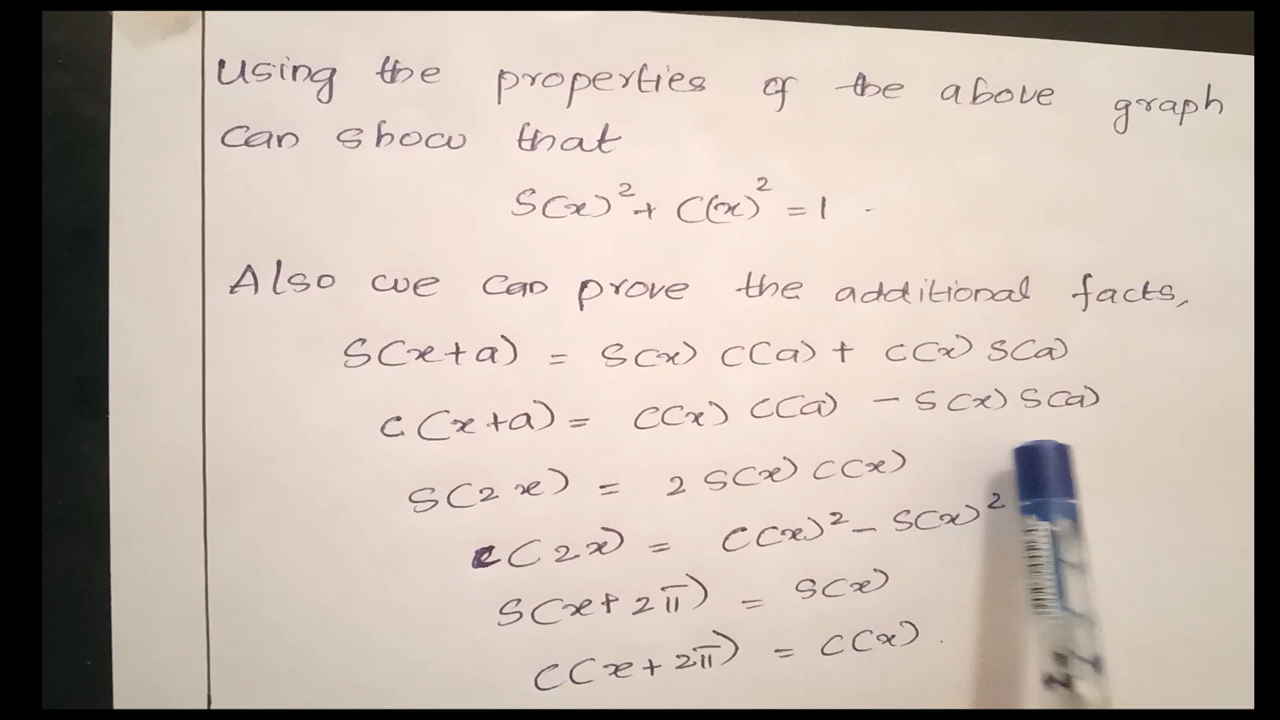 Using the properties of the above graph
can show that
S(x)² + C(x)² = 1 .
Also we can prove the additional facts,
S(x+a) = S(x) C(a) + C(x) S(a)
C(x+a) = C(x) C(a) - S(x) S(a)
S(2x) = 2 S(x) C(x)
C(2x) = C(x)² - S(x)²
S(x+2π) = S(x)
C(x+2π) = C(x) .